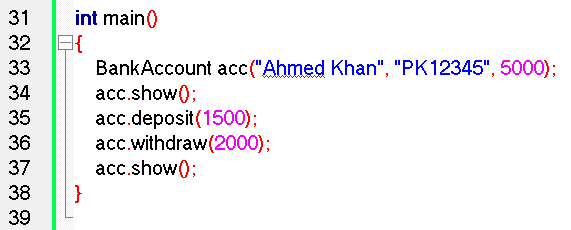 31 int main()
32 {
33 BankAccount acc("Ahmed Khan", "PK12345", 5000);
34 acc.show();
35 acc.deposit(1500);
36 acc.withdraw(2000);
37 acc.show();
38 }
39